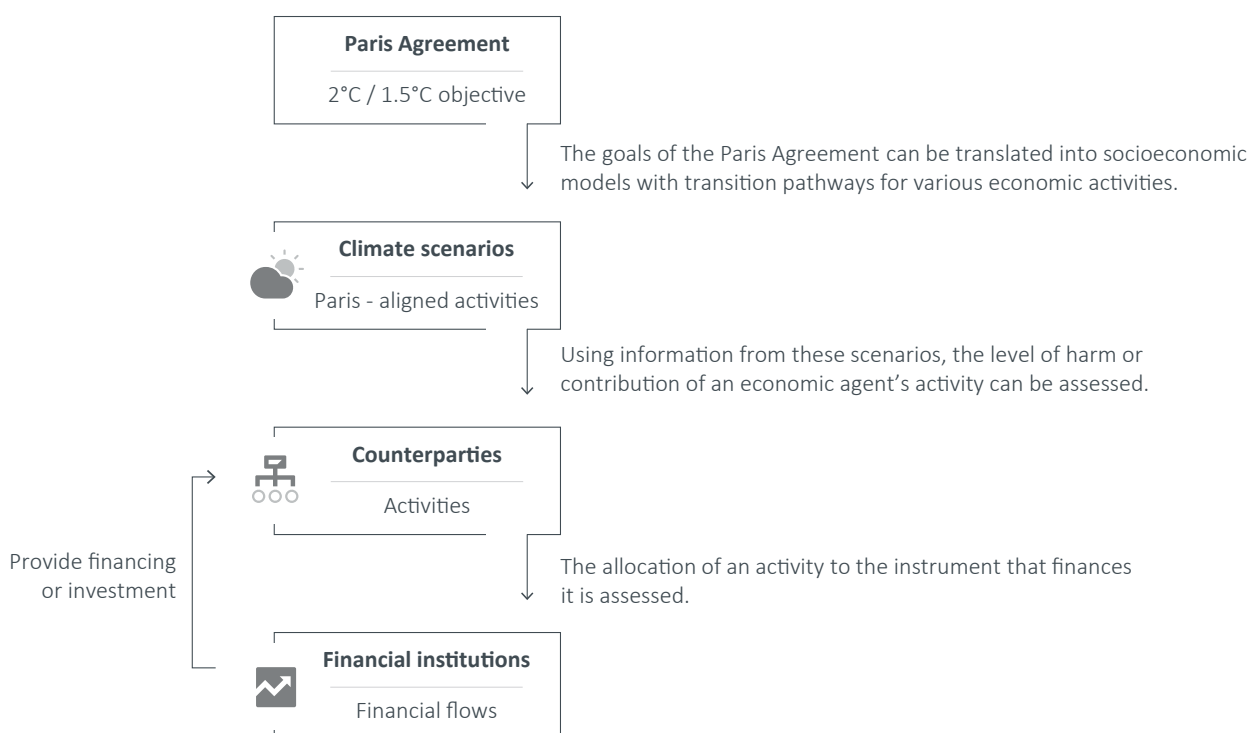 Paris Agreement
2°C / 1.5°C objective
The goals of the Paris Agreement can be translated into socioeconomic
models with transition pathways for various economic activities.
Climate scenarios
Paris - aligned activities
Using information from these scenarios, the level of harm or
contribution of an economic agent’s activity can be assessed.
Counterparties
Activities
Provide financing
or investment
The allocation of an activity to the instrument that finances
it is assessed.
Financial institutions
Financial flows